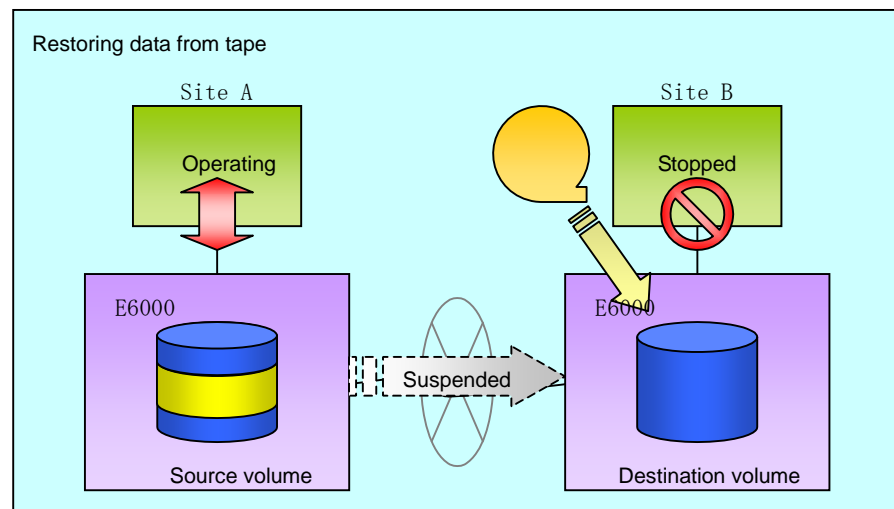 Restoring data from tape
Site A
Site B
Operating
Stopped
E6000
E6000
Suspended
Source volume
Destination volume